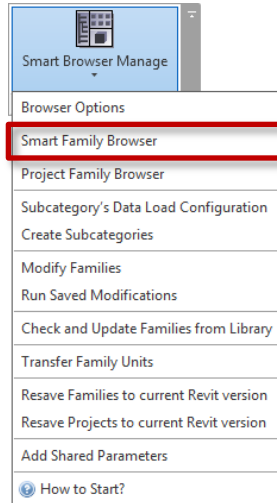 Smart Browser Manage
Browser Options
Smart Family Browser
Project Family Browser
Subcategory's Data Load Configuration
Create Subcategories
Modify Families
Run Saved Modifications
Check and Update Families from Library
Transfer Family Units
Resave Families to current Revit version
Resave Projects to current Revit version
Add Shared Parameters
How to Start?